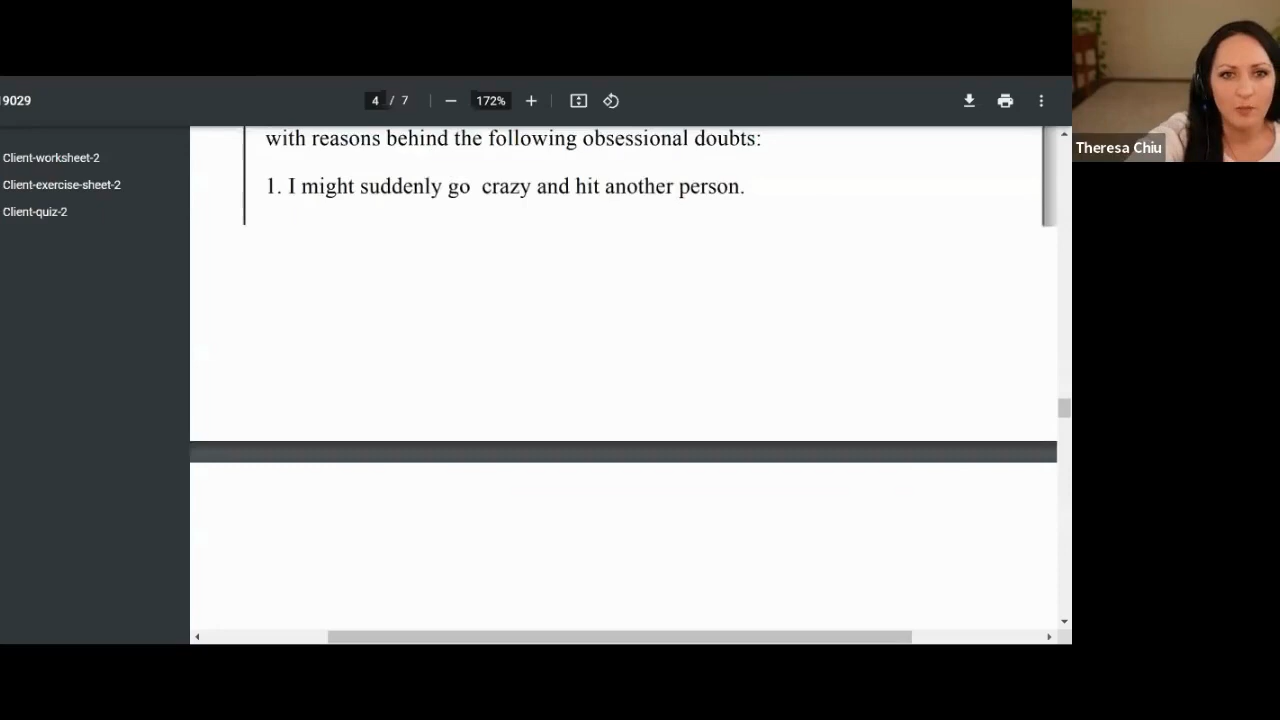 19029
4 / 7
172%
Client-worksheet-2
Client-exercise-sheet-2
Client-quiz-2
with reasons behind the following obsessional doubts:
1. I might suddenly go  crazy and hit another person.
Theresa Chiu